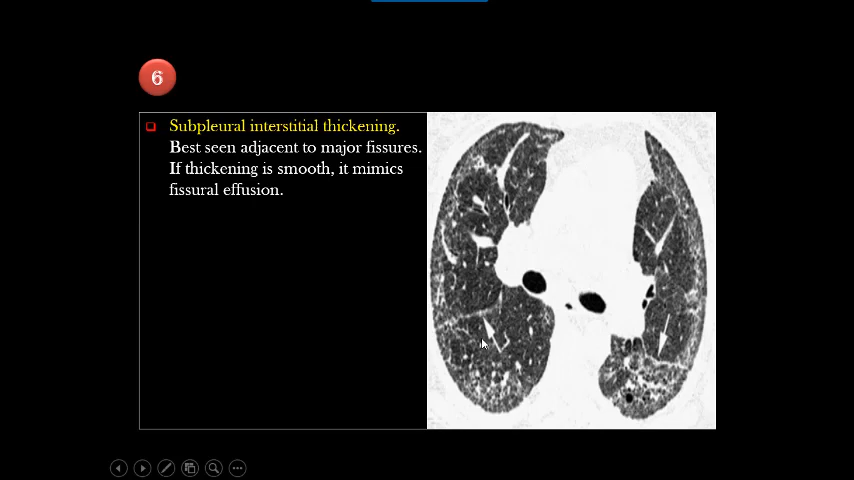 6
Subpleural interstitial thickening.
Best seen adjacent to major fissures.
If thickening is smooth, it mimics
fissural effusion.